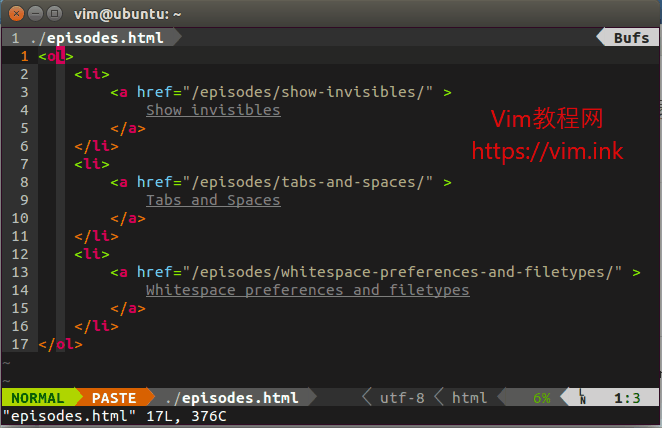 vim@ubuntu: ~
1 ./episodes.html Bufs
1 <ol>
2     <li>
3         <a href="/episodes/show-invisibles/" >
4             Show invisibles
5         </a>
6     </li>
7     <li>
8         <a href="/episodes/tabs-and-spaces/" >
9             Tabs and Spaces
10         </a>
11     </li>
12     <li>
13         <a href="/episodes/whitespace-preferences-and-filetypes/" >
14             Whitespace preferences and filetypes
15         </a>
16     </li>
17 </ol>
~
~
Vim教程网
https://vim.ink
NORMAL PASTE ./episodes.html utf-8 html 6% LN 1:3
"episodes.html" 17L, 376C